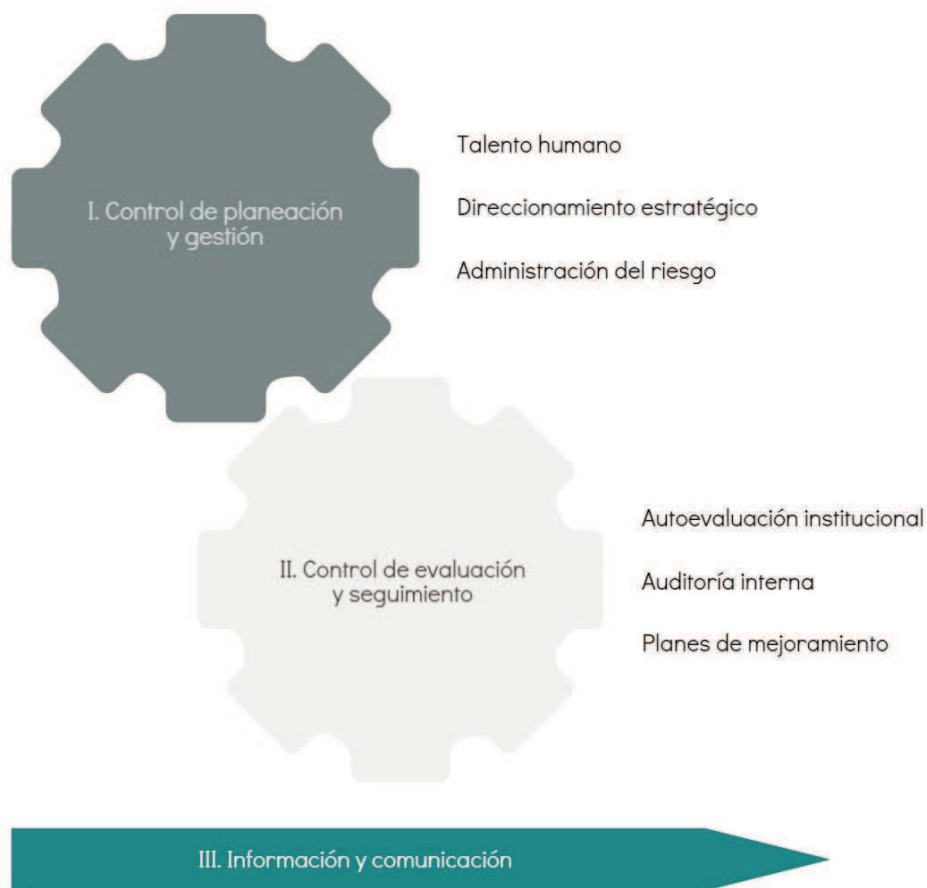 I. Control de planeación
y gestión
Talento humano
Direccionamiento estratégico
Administración del riesgo
II. Control de evaluación
y seguimiento
Autoevaluación institucional
Auditoría interna
Planes de mejoramiento
III. Información y comunicación